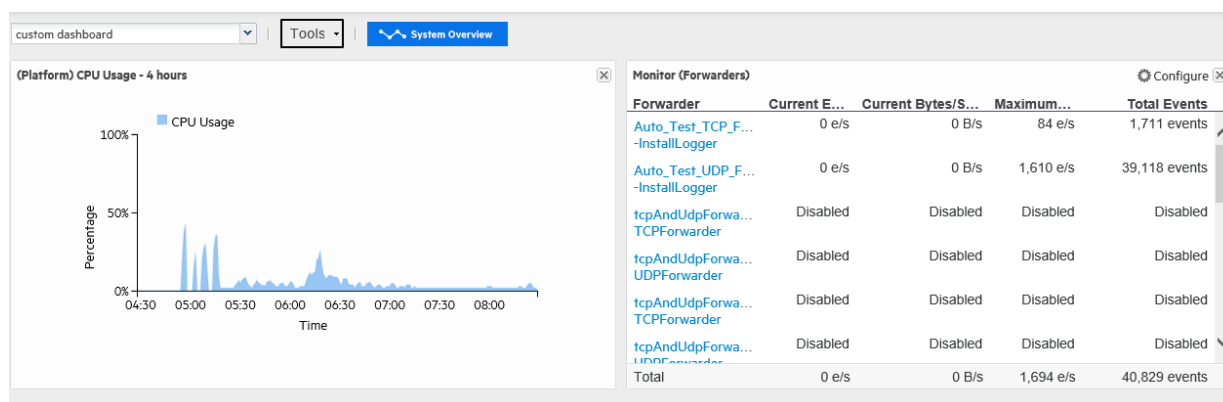 custom dashboard
Tools
System Overview
(Platform) CPU Usage - 4 hours
CPU Usage
100%
50%
0%
Percentage
04:30 05:00 05:30 06:00 06:30 07:00 07:30 08:00
Time
Monitor (Forwarders)
Configure
Forwarder Current E... Current Bytes/S... Maximum... Total Events
Auto_Test_TCP_F... 0 e/s 0 B/s 84 e/s 1,711 events
-InstallLogger
Auto_Test_UDP_F... 0 e/s 0 B/s 1,610 e/s 39,118 events
-InstallLogger
tcpAndUdpForwa... Disabled Disabled Disabled Disabled
TCPForwarder
tcpAndUdpForwa... Disabled Disabled Disabled Disabled
UDPForwarder
tcpAndUdpForwa... Disabled Disabled Disabled Disabled
TCPForwarder
tcpAndUdpForwa... Disabled Disabled Disabled Disabled
UDPForwarder
Total 0 e/s 0 B/s 1,694 e/s 40,829 events